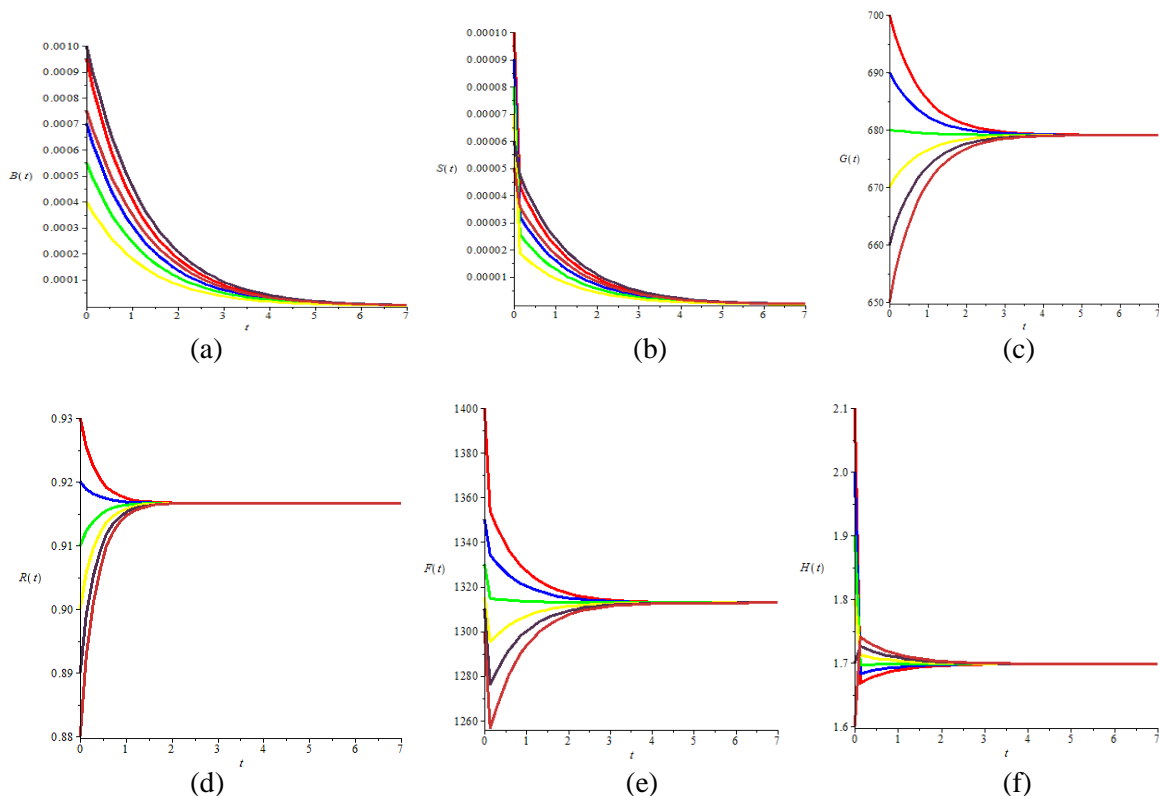 0.0010
0.0009
0.0008
0.0007
0.0006
B(t)
0.0005
0.0004
0.0003
0.0002
0.0001
0 1 2 3 4 5 6 7
t
(a)
0.00010
0.00009
0.00008
0.00007
0.00006
S(t)
0.00005
0.00004
0.00003
0.00002
0.00001
0 1 2 3 4 5 6 7
t
(b)
700
690
680
G(t)
670
660
650
0 1 2 3 4 5 6 7
t
(c)
0.93
0.92
0.91
R(t)
0.90
0.89
0.88
0 1 2 3 4 5 6 7
t
(d)
1400
1380
1360
1340
F(t)
1320
1300
1280
1260
0 1 2 3 4 5 6 7
t
(e)
2.1
2.0
1.9
H(t)
1.8
1.7
1.6
0 1 2 3 4 5 6 7
t
(f)